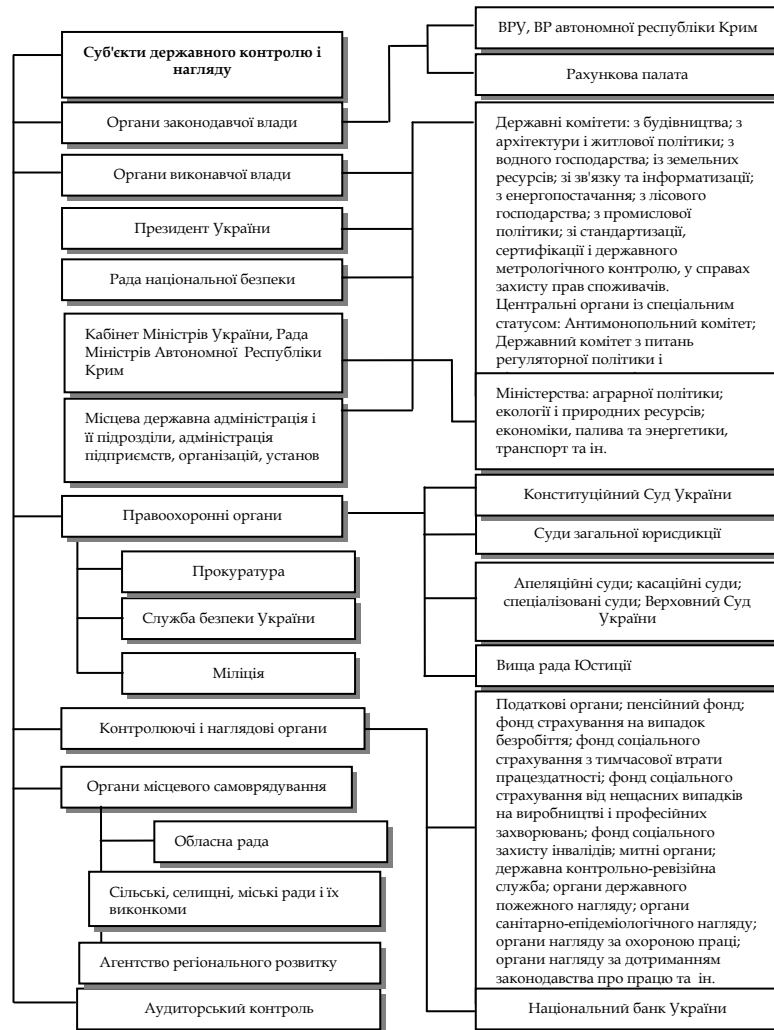 Суб'єкти державного контролю і
нагляду
Органи законодавчої влади
Органи виконавчої влади
Президент України
Рада національної безпеки
Кабінет Міністрів України, Рада
Міністрів Автономної Республіки
Крим
Місцева державна адміністрація і
її підрозділи, адміністрація
підприємств, організацій, установ
Правоохоронні органи
Прокуратура
Служба безпеки України
Міліція
Контролюючі і наглядові органи
Органи місцевого самоврядування
Обласна рада
Сільські, селищні, міські ради і їх
виконкоми
Агентство регіонального розвитку
Аудиторський контроль
ВРУ, ВР автономної республіки Крим
Рахункова палата
Державні комітети: з будівництва; з
архітектури і житлової політики; з
водного господарства; із земельних
ресурсів; зі зв'язку та інформатизації;
з енергопостачання; з лісового
господарства; з промислової
політики; зі стандартизації,
сертифікації і державного
метрологічного контролю, у справах
захисту прав споживачів.
Центральні органи із спеціальним
статусом: Антимонопольний комітет;
Державний комітет з питань
регуляторної політики і
Міністерства: аграрної політики;
екології і природних ресурсів;
економіки, палива та энергетики,
транспорт та ін.
Конституційний Суд України
Суди загальної юрисдикції
Апеляційні суди; касаційні суди;
спеціалізовані суди; Верховний Суд
України
Вища рада Юстиції
Податкові органи; пенсійний фонд;
фонд страхування на випадок
безробіття; фонд соціального
страхування з тимчасової втрати
працездатності; фонд соціального
страхування від нещасних випадків
на виробництві і професійних
захворювань; фонд соціального
захисту інвалідів; митні органи;
державна контрольно-ревізійна
служба; органи державного
пожежного нагляду; органи
санітарно-епідеміологічного нагляду;
органи нагляду за охороною праці;
органи нагляду за дотриманням
законодавства про працю та ін.
Національний банк України